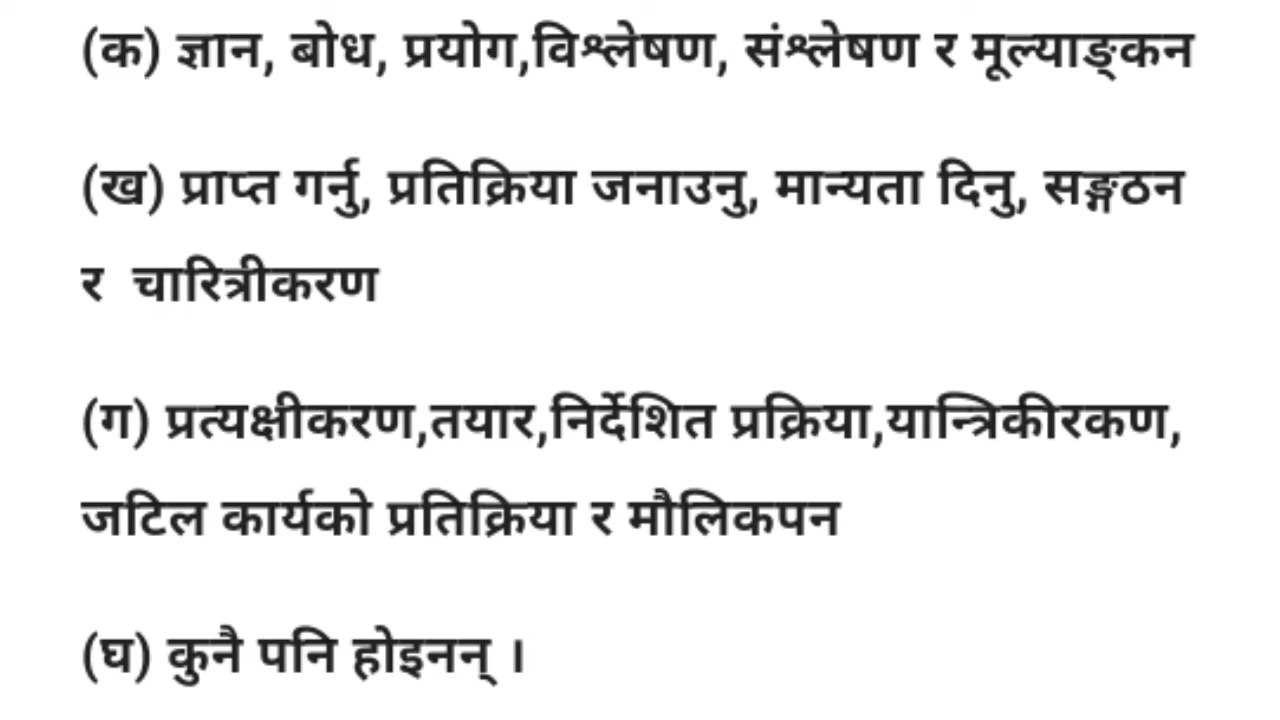 (क) ज्ञान, बोध, प्रयोग,विश्लेषण, संश्लेषण र मूल्याङ्कन
(ख) प्राप्त गर्नु, प्रतिक्रिया जनाउनु, मान्यता दिनु, सङ्गठन
र  चारित्रीकरण
(ग) प्रत्यक्षीकरण,तयार,निर्देशित प्रक्रिया,यान्त्रिकीरकण,
जटिल कार्यको प्रतिक्रिया र मौलिकपन
(घ) कुनै पनि होइनन् ।